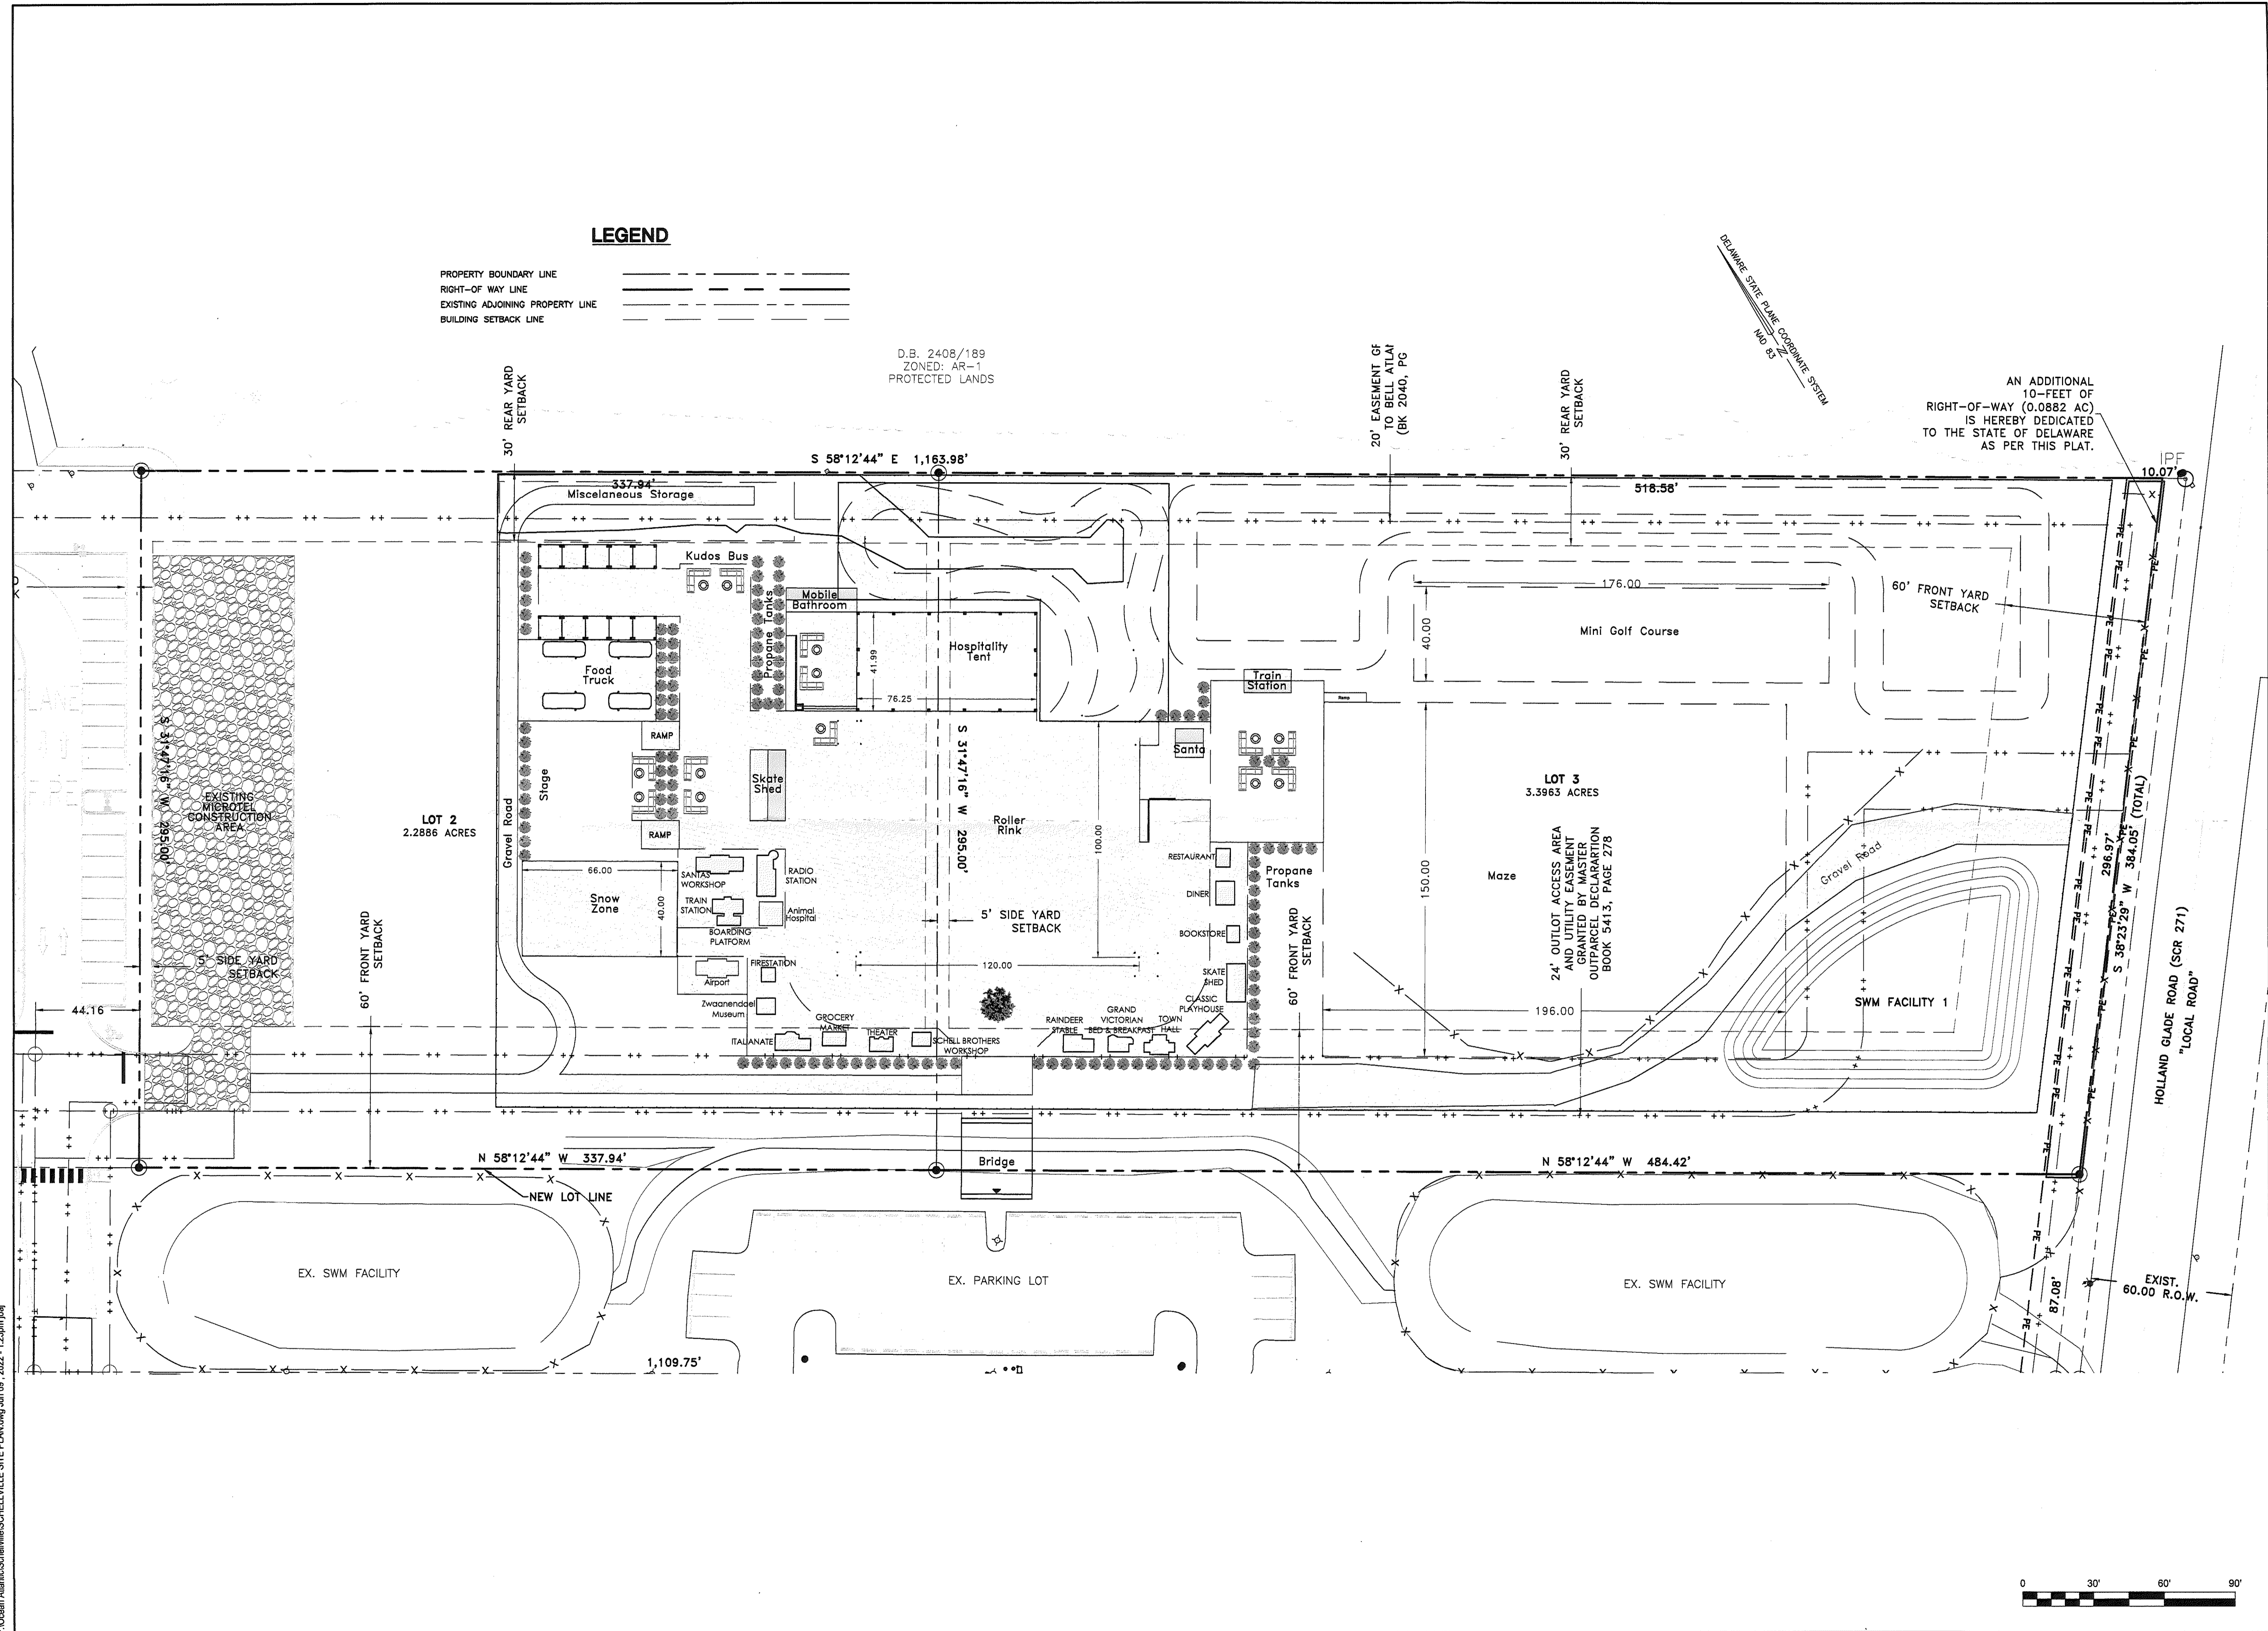 LEGEND
PROPERTY BOUNDARY LINE
RIGHT-OF WAY LINE
EXISTING ADJOINING PROPERTY LINE
BUILDING SETBACK LINE
DELAWARE STATE PLANE COORDINATE SYSTEM
NAD 83
N
D.B. 2408/189
ZONED: AR-1
PROTECTED LANDS
30' REAR YARD
SETBACK
20' EASEMENT
TO BELL
(BK 2040, PG
30' REAR YARD
SETBACK
AN ADDITIONAL
10-FEET OF
RIGHT-OF-WAY (0.0882 AC)
IS HEREBY DEDICATED
TO THE STATE OF DELAWARE
AS PER THIS PLAT.
IPF
10.07'
S 58°12'44" E 1,163.98'
337.94'
Miscelaneous Storage
518.58'
Kudos Bus
Propane Tanks
Mobile
Bathroom
Hospitality
Tent
41.99
76.25
176.00
40.00
Mini Golf Course
60' FRONT YARD
SETBACK
Food
Truck
Train
Station
Ramp
RAMP
Santa
Stage
Skate
Shed
RAMP
Gravel Road
S 31°47'16" W 295.00'
EXISTING
MICROTEL
CONSTRUCTION
AREA
LOT 2
2.2886 ACRES
S 31°47'16" W 295.00'
Roller
Rink
100.00
LOT 3
3.3963 ACRES
24' OUTLOT ACCESS AREA
AND UTILITY EASEMENT
GRANTED BY MASTER
OUTPARCEL DECLARARTION
BOOK 5413, PAGE 278
Maze
150.00
196.00
Gravel Road
SWM FACILITY 1
296.97'
S 38°23'29" W 384.05' (TOTAL)
HOLLAND GLADE ROAD (SCR 271)
"LOCAL ROAD"
66.00
Snow
Zone
40.00
SANTAS
WORKSHOP
RADIO
STATION
TRAIN
STATION
Animal
Hospital
BOARDING
PLATFORM
FIRESTATION
Airport
Zwaanendael
Museum
GROCERY
MARKET
ITALIANATE
THEATER
SCHELL BROTHERS
WORKSHOP
5' SIDE YARD
SETBACK
120.00
RESTAURANT
DINER
BOOKSTORE
SKATE
SHED
CLASSIC
PLAYHOUSE
RAINDEER
STABLE
GRAND
VICTORIAN
BED & BREAKFAST
TOWN
HALL
Propane
Tanks
60' FRONT YARD
SETBACK
5' SIDE YARD
SETBACK
60' FRONT YARD
SETBACK
44.16
N 58°12'44" W 337.94'
NEW LOT LINE
Bridge
N 58°12'44" W 484.42'
EX. SWM FACILITY
EX. PARKING LOT
EX. SWM FACILITY
1,109.75'
87.08'
EXIST.
60.00 R.O.W.
0 30' 60' 90'